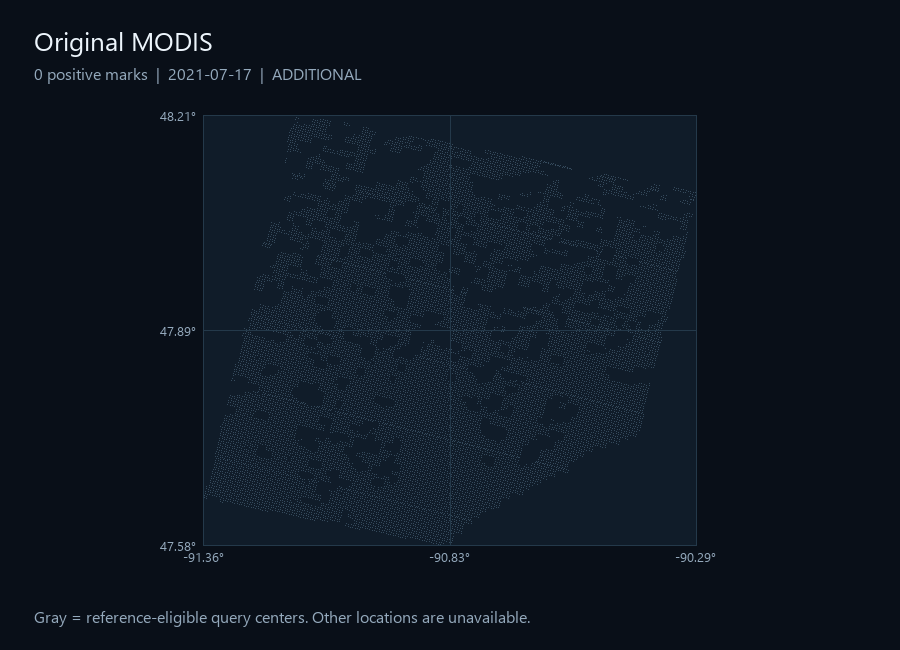 Original MODIS
0 positive marks | 2021-07-17 | ADDITIONAL
48.21°
47.89°
47.58°
-91.36°
-90.83°
-90.29°
Gray = reference-eligible query centers. Other locations are unavailable.